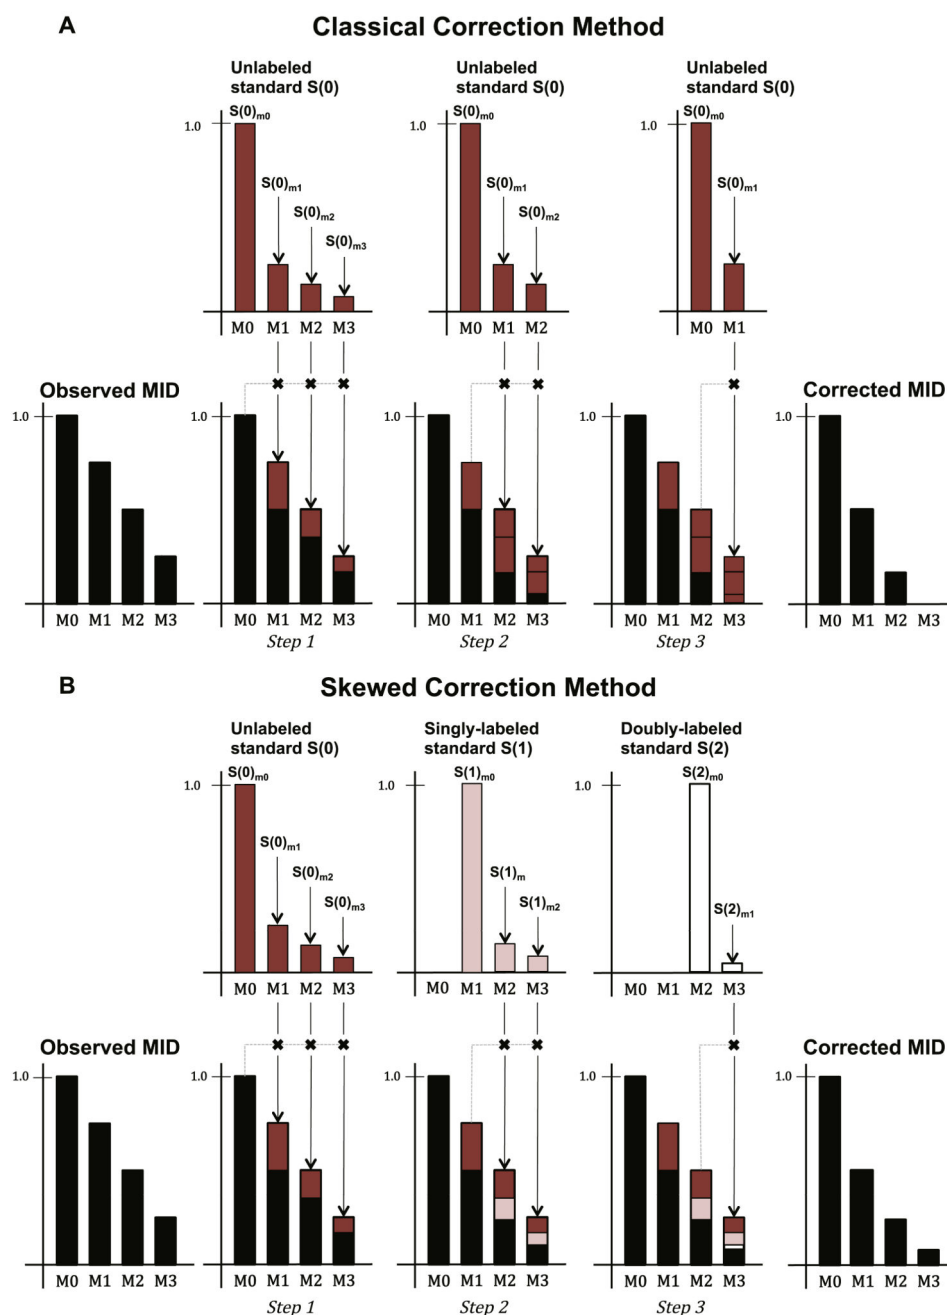 A
Classical Correction Method
Unlabeled
standard S(0)
Unlabeled
standard S(0)
Unlabeled
standard S(0)
1.0
S(0)m0
S(0)m1
S(0)m2
S(0)m3
M0 M1 M2 M3
S(0)m0
S(0)m1
S(0)m2
1.0
M0 M1 M2
S(0)m0
S(0)m1
1.0
M0 M1
Observed MID
1.0
M0 M1 M2 M3
1.0
M0 M1 M2 M3
Step 1
1.0
M0 M1 M2 M3
Step 2
1.0
M0 M1 M2 M3
Step 3
Corrected MID
1.0
M0 M1 M2 M3
B
Skewed Correction Method
Unlabeled
standard S(0)
Singly-labeled
standard S(1)
Doubly-labeled
standard S(2)
S(0)m0
1.0
S(0)m1
S(0)m2
S(0)m3
M0 M1 M2 M3
S(1)m0
1.0
S(1)m
S(1)m2
M0 M1 M2 M3
S(2)m0
1.0
S(2)m1
M0 M1 M2 M3
Observed MID
1.0
M0 M1 M2 M3
1.0
M0 M1 M2 M3
Step 1
1.0
M0 M1 M2 M3
Step 2
1.0
M0 M1 M2 M3
Step 3
Corrected MID
1.0
M0 M1 M2 M3